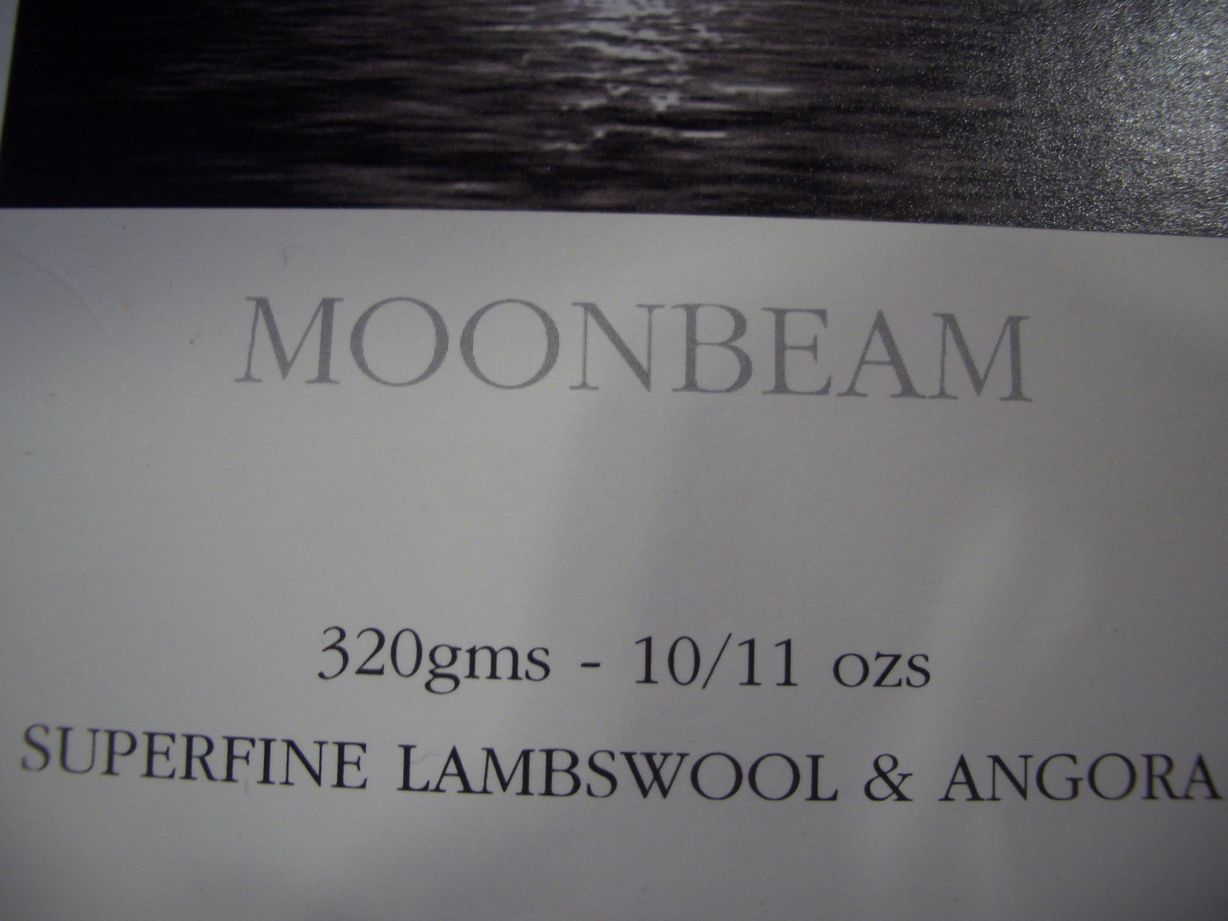 MOONBEAM
320gms - 10/11 ozs
SUPERFINE LAMBSWOOL & ANGORA